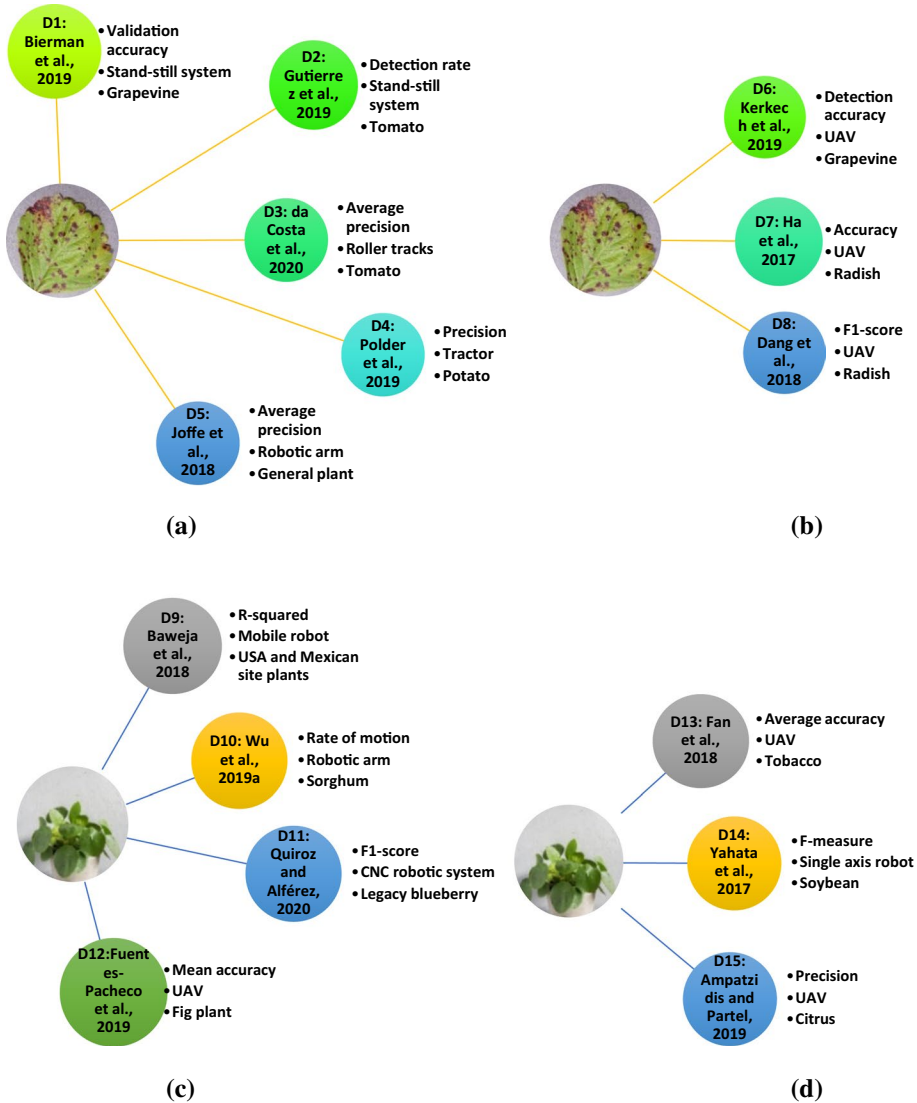 D1:
Bierman
et al.,
2019
• Validation
accuracy
• Stand-still system
• Grapevine
D2:
Gutierre
z et al.,
2019
• Detection rate
• Stand-still
system
• Tomato
D3: da
Costa
et al.,
2020
• Average
precision
• Roller tracks
• Tomato
D4:
Polder
et al.,
2019
• Precision
• Tractor
• Potato
D5:
Joffe et
al.,
2018
• Average
precision
• Robotic arm
• General plant
(a)
D6:
Kerkec
h et al.,
2019
• Detection
accuracy
• UAV
• Grapevine
D7: Ha
et al.,
2017
• Accuracy
• UAV
• Radish
D8:
Dang et
al.,
2018
• F1-score
• UAV
• Radish
(b)
D9:
Baweja
et al.,
2018
• R-squared
• Mobile robot
• USA and Mexican
site plants
D10: Wu
et al.,
2019a
• Rate of motion
• Robotic arm
• Sorghum
D11:
Quiroz
and
Alférez,
2020
• F1-score
• CNC robotic system
• Legacy blueberry
D12:Fuent
es-
Pacheco
et al.,
2019
• Mean accuracy
• UAV
• Fig plant
(c)
D13: Fan
et al.,
2018
• Average accuracy
• UAV
• Tobacco
D14:
Yahata
et al.,
2017
• F-measure
• Single axis robot
• Soybean
D15:
Ampatzi
dis and
Partel,
2019
• Precision
• UAV
• Citrus
(d)